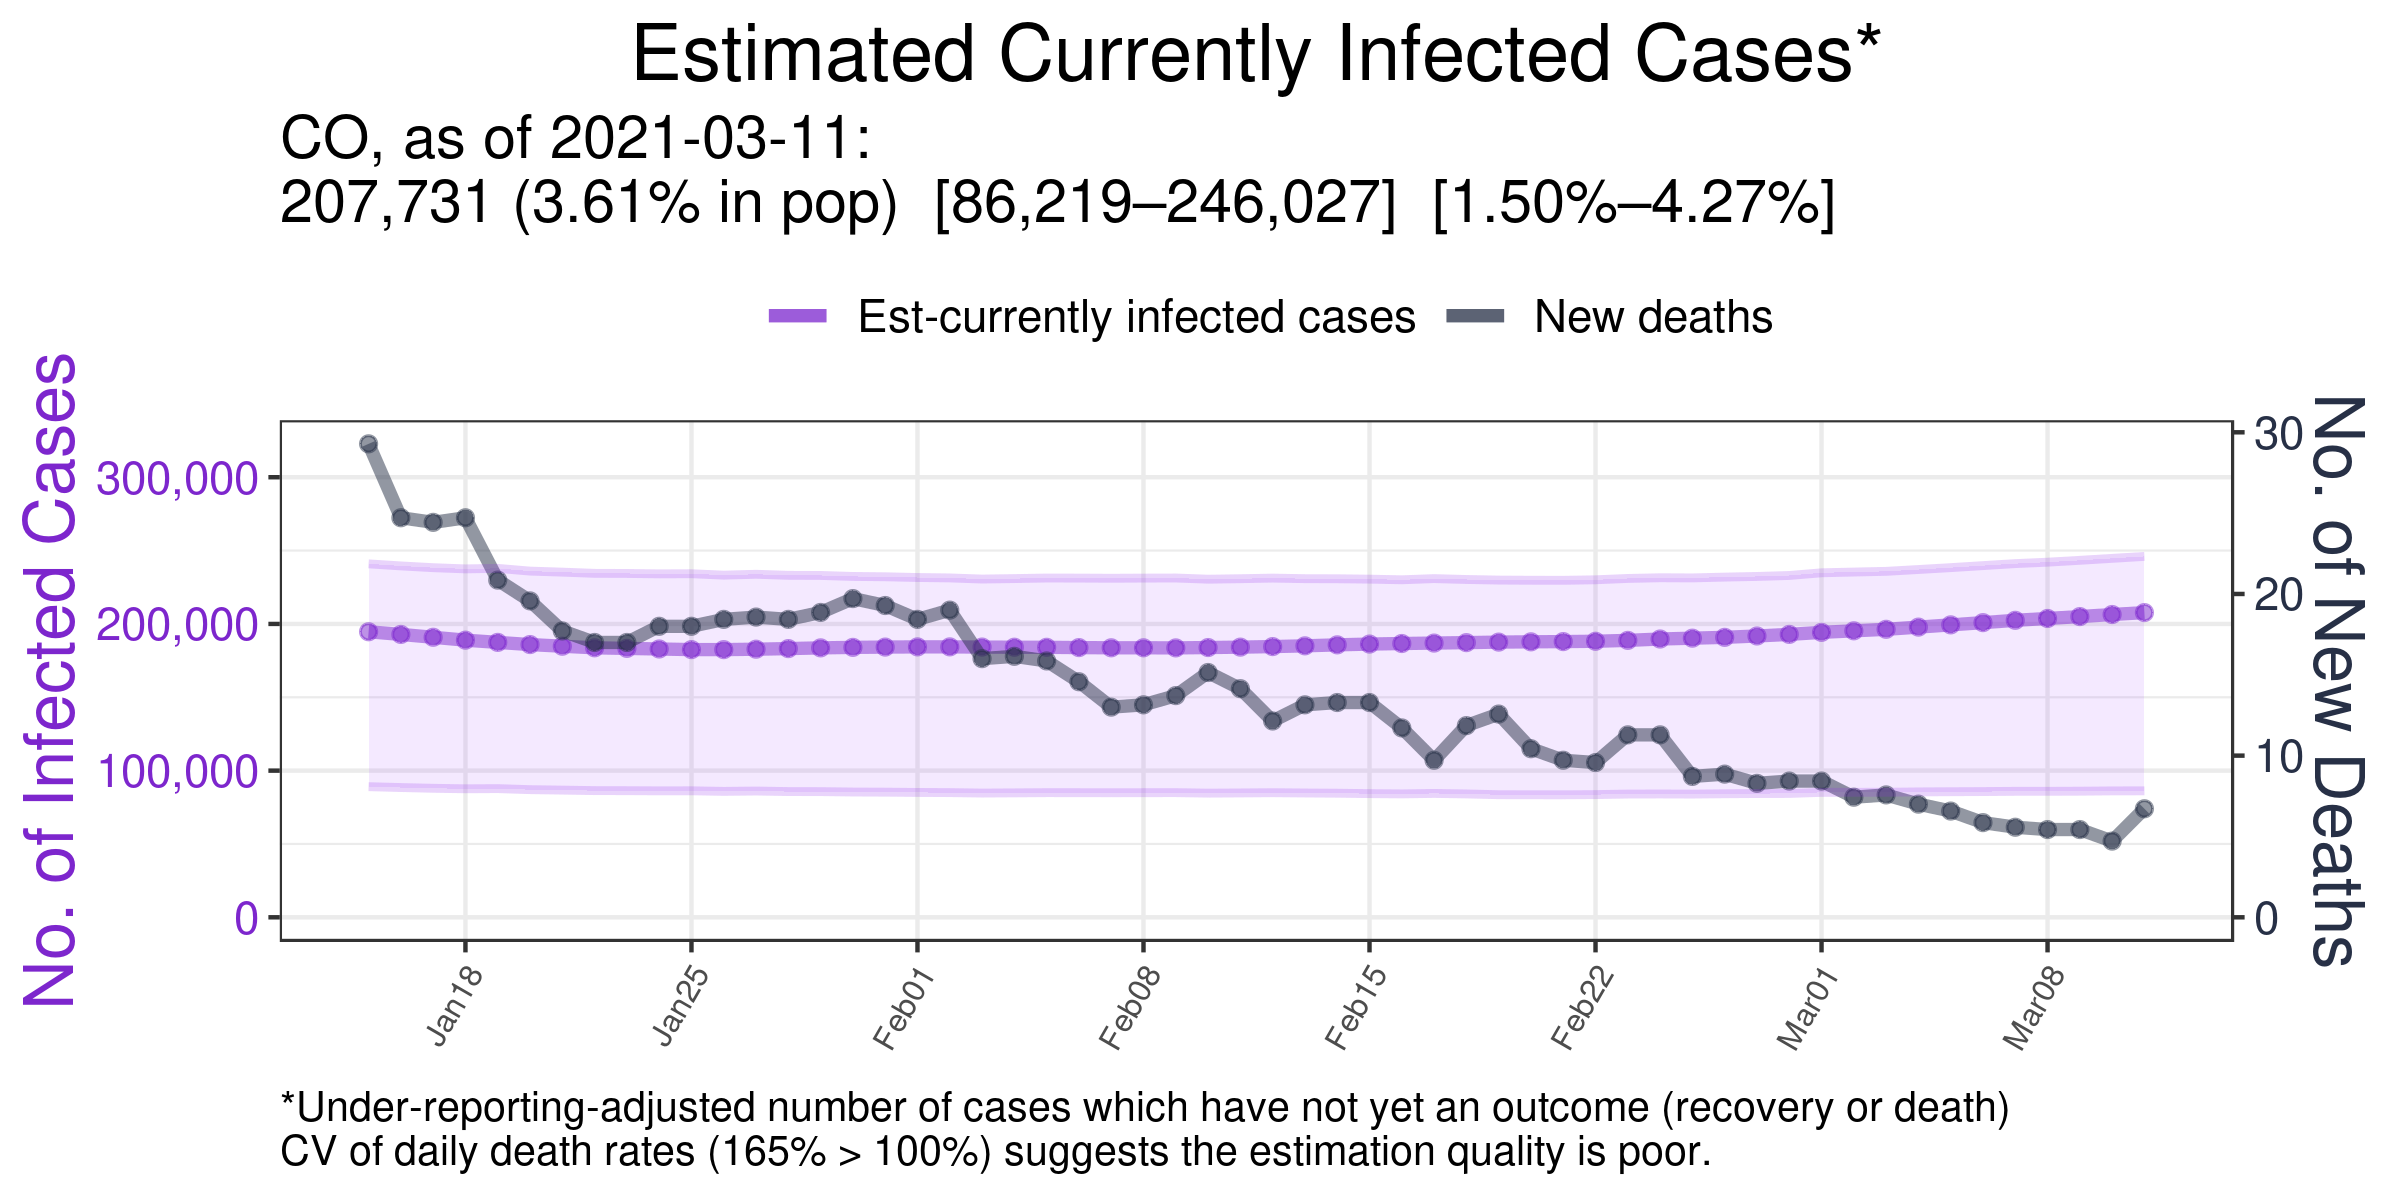 Estimated Currently Infected Cases*
CO, as of 2021-03-11:
207,731 (3.61% in pop) [86,219–246,027] [1.50%–4.27%]
Est-currently infected cases New deaths
No. of Infected Cases
300,000
200,000
100,000
0
30
20
10
0
No. of New Deaths
Jan18 Jan25 Feb01 Feb08 Feb15 Feb22 Mar01 Mar08
*Under-reporting-adjusted number of cases which have not yet an outcome (recovery or death)
CV of daily death rates (165% > 100%) suggests the estimation quality is poor.